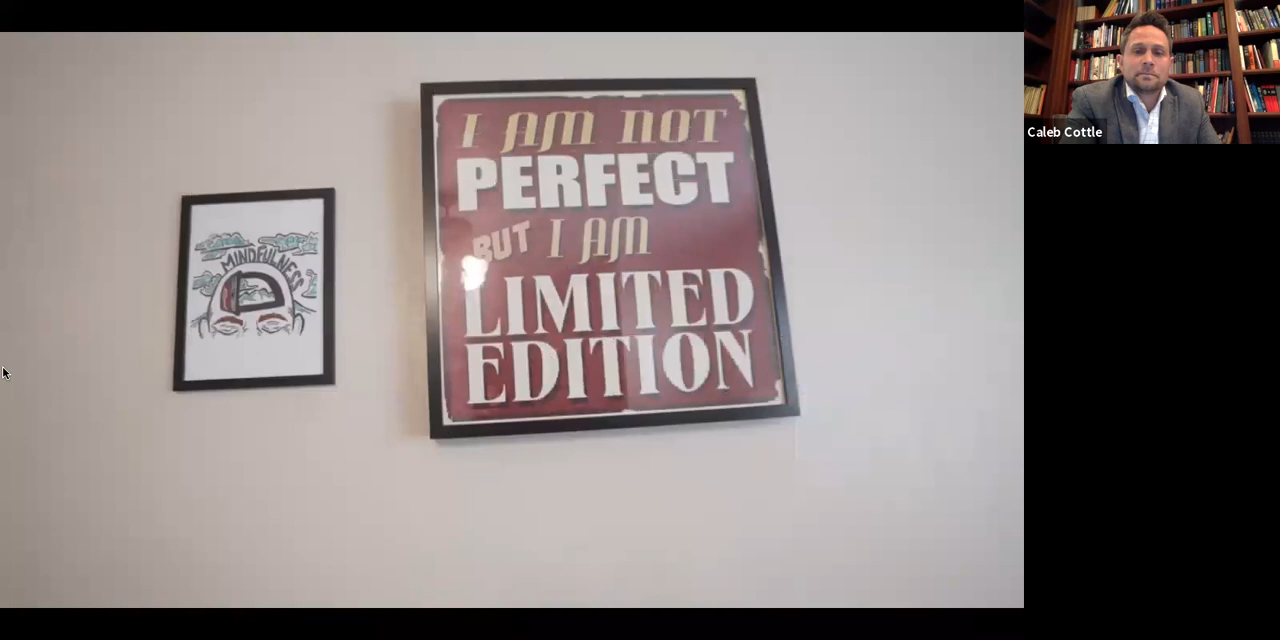 MINDFULNESS
I AM NOT
PERFECT
BUT I AM
LIMITED
EDITION
Caleb Cottle